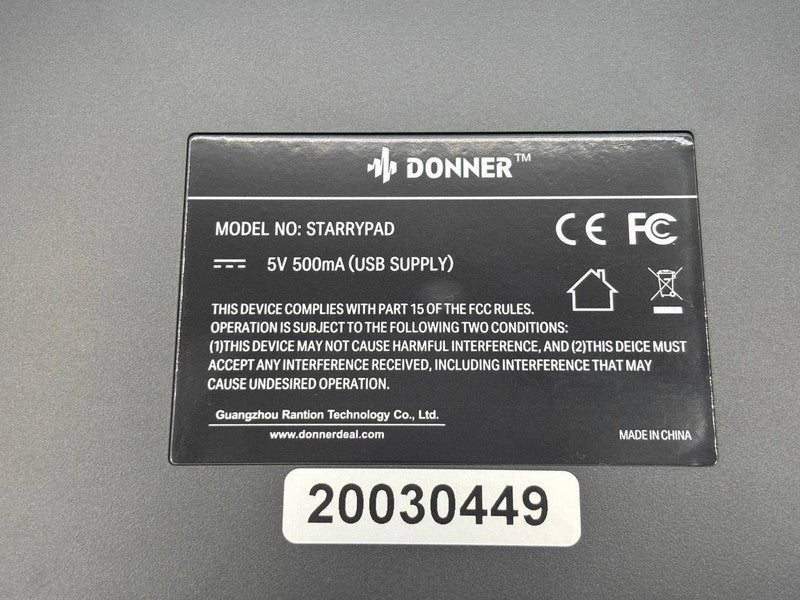 DONNER™
MODEL NO: STARRYPAD
CE FC
5V 500mA (USB SUPPLY)
THIS DEVICE COMPLIES WITH PART 15 OF THE FCC RULES.
OPERATION IS SUBJECT TO THE FOLLOWING TWO CONDITIONS:
(1)THIS DEVICE MAY NOT CAUSE HARMFUL INTERFERENCE, AND (2)THIS DEICE MUST
ACCEPT ANY INTERFERENCE RECEIVED, INCLUDING INTERFERENCE THAT MAY
CAUSE UNDESIRED OPERATION.
Guangzhou Rantion Technology Co., Ltd.
www.donnerdeal.com
MADE IN CHINA
20030449